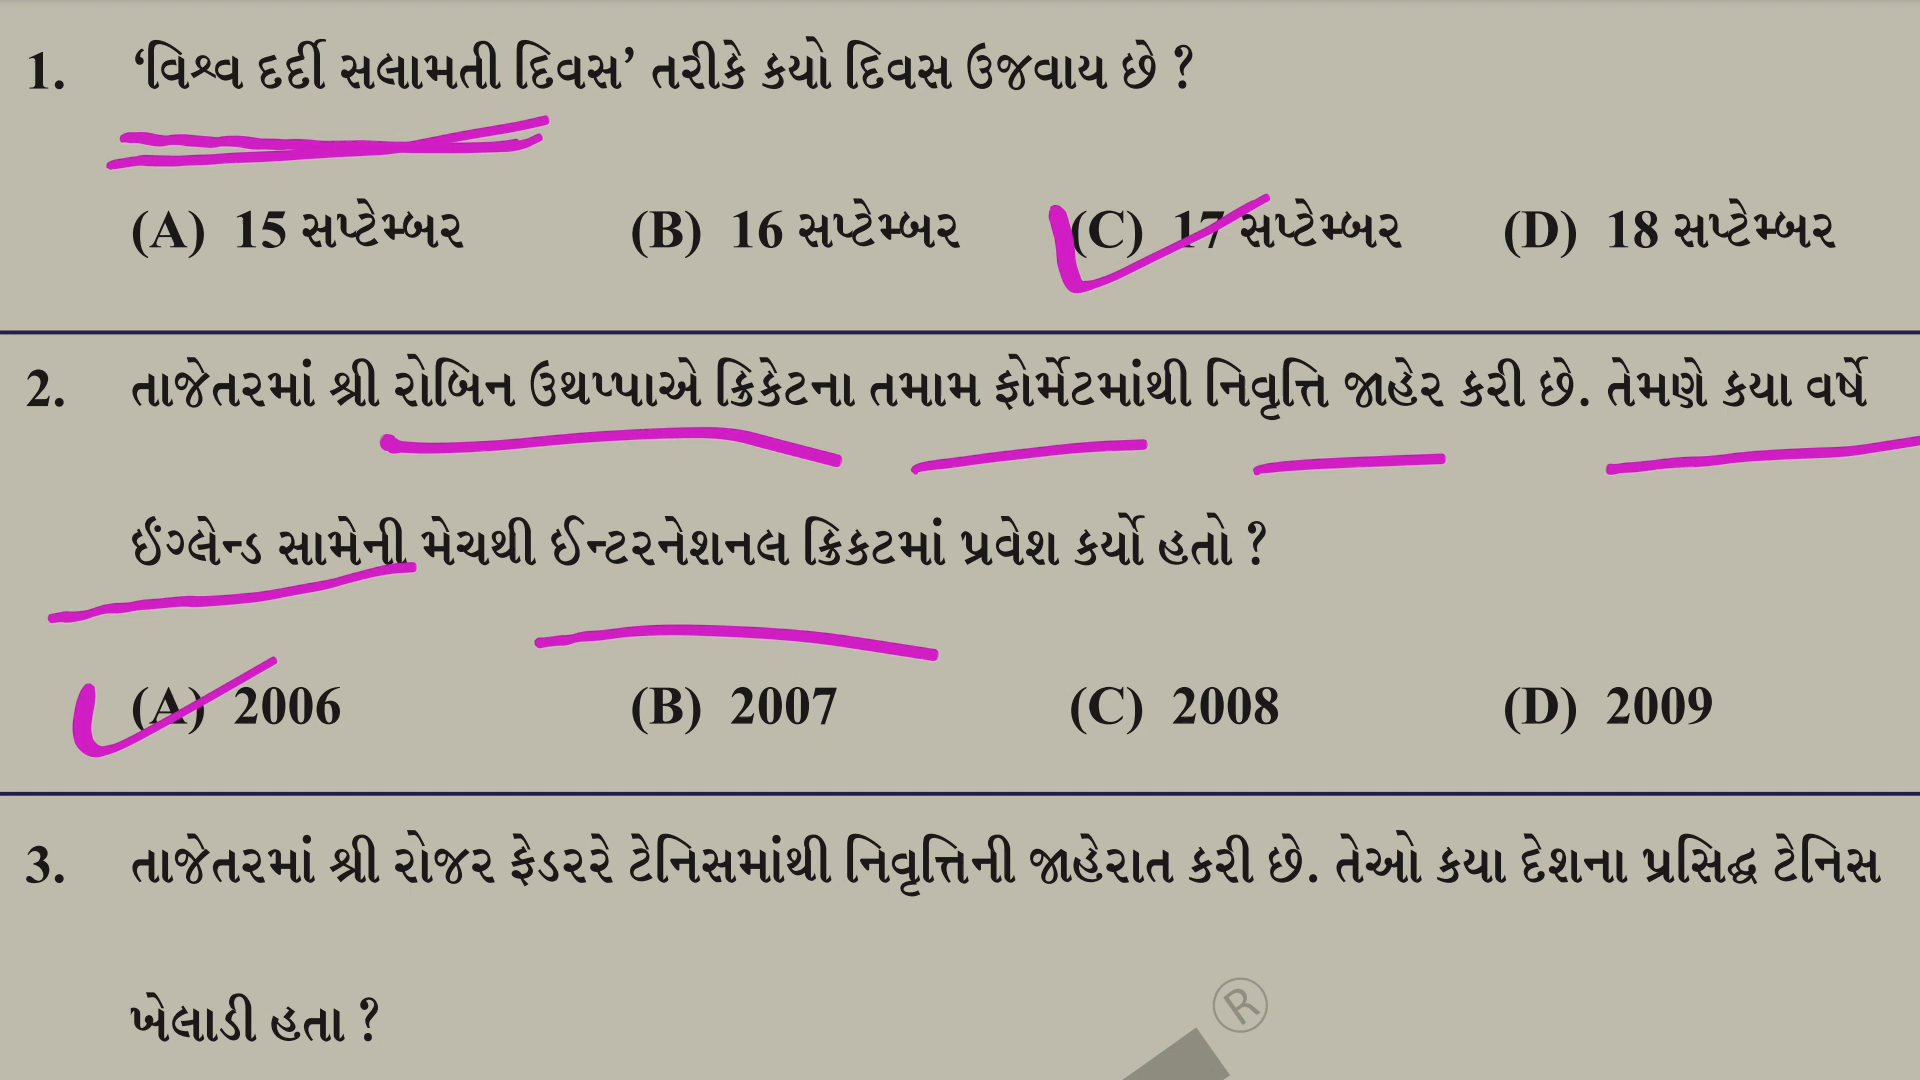 1. ‘વિશ્વ દર્દી સલામતી દિવસ’ તરીકે કયો દિવસ ઉજવાય છે ?
(A) 15 સપ્ટેમ્બર (B) 16 સપ્ટેમ્બર (C) 17 સપ્ટેમ્બર (D) 18 સપ્ટેમ્બર
2. તાજેતરમાં શ્રી રોબિન ઉથપ્પાએ ક્રિકેટના તમામ ફોર્મેટમાંથી નિવૃત્તિ જાહેર કરી છે. તેમણે કયા વર્ષે
ઈંગ્લેન્ડ સામેની મેચથી ઈન્ટરનેશનલ ક્રિકટમાં પ્રવેશ કર્યો હતો ?
(A) 2006 (B) 2007 (C) 2008 (D) 2009
3. તાજેતરમાં શ્રી રોજર ફેડરરે ટેનિસમાંથી નિવૃત્તિની જાહેરાત કરી છે. તેઓ કયા દેશના પ્રસિદ્ધ ટેનિસ
ખેલાડી હતા ?
®